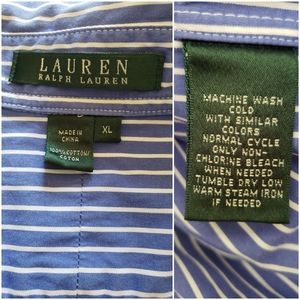 LAUREN
RALPH LAUREN
MADE IN
CHINA
100% COTTON/
COTON
XL
MACHINE WASH
COLD
WITH SIMILAR
COLORS
NORMAL CYCLE
ONLY NON-
CHLORINE BLEACH
WHEN NEEDED
TUMBLE DRY LOW
WARM STEAM IRON
IF NEEDED